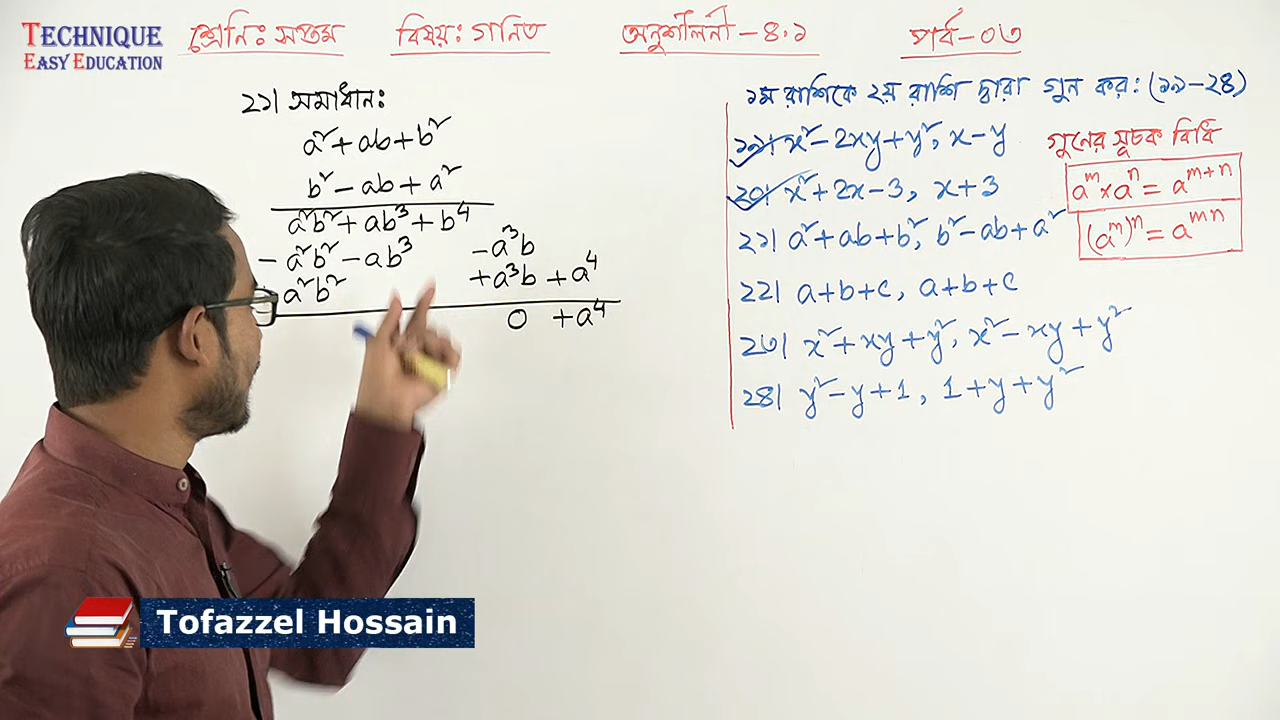 TECHNIQUE
EASY EDUCATION
শ্রেনিঃ সপ্তম বিষয়ঃ গনিত অনুশীলনী-৪.১ পার্ব-০৩
২১। সমাধানঃ
a²+ab+b²
b²-ab+a²
a²b²+ab³+b⁴
-a²b²-ab³ -a³b
a²b² +a³b +a⁴
0 +a⁴
১ম রাশিকে ২য় রাশি দ্বারা গুন কর: (১৯-২৪)
১৯। x²-2xy+y², x-y
২০। x²+2x-3, x+3
২১। a²+ab+b², b²-ab+a²
২২। a+b+c, a+b+c
২৩। x²+xy+y², x²-xy+y²
২৪। y²-y+1, 1+y+y²
গুনের সূচক বিধি
aᵐxaⁿ=aᵐ⁺ⁿ
(aᵐ)ⁿ=aᵐⁿ
Tofazzel Hossain